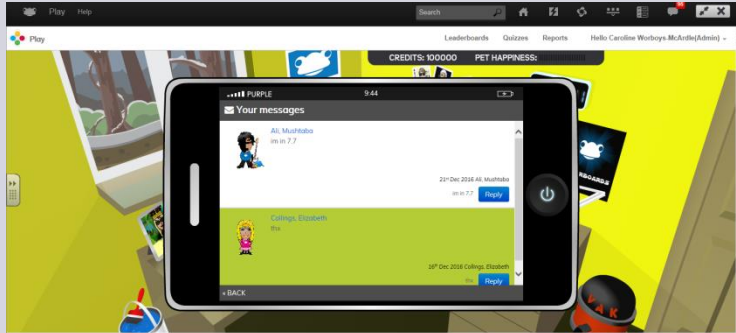 Play Help Search
Play Leaderboards Quizzes Reports Hello Caroline Worboys-McArdle(Admin)
CREDITS: 100000 PET HAPPINESS:
PURPLE 9:44
Your messages
Ali, Mushtaba
im in 7.7
21st Dec 2016 Ali, Mushtaba
im in 7.7 Reply
Collings, Elizabeth
thx
16th Dec 2016 Collings, Elizabeth
thx Reply
« BACK